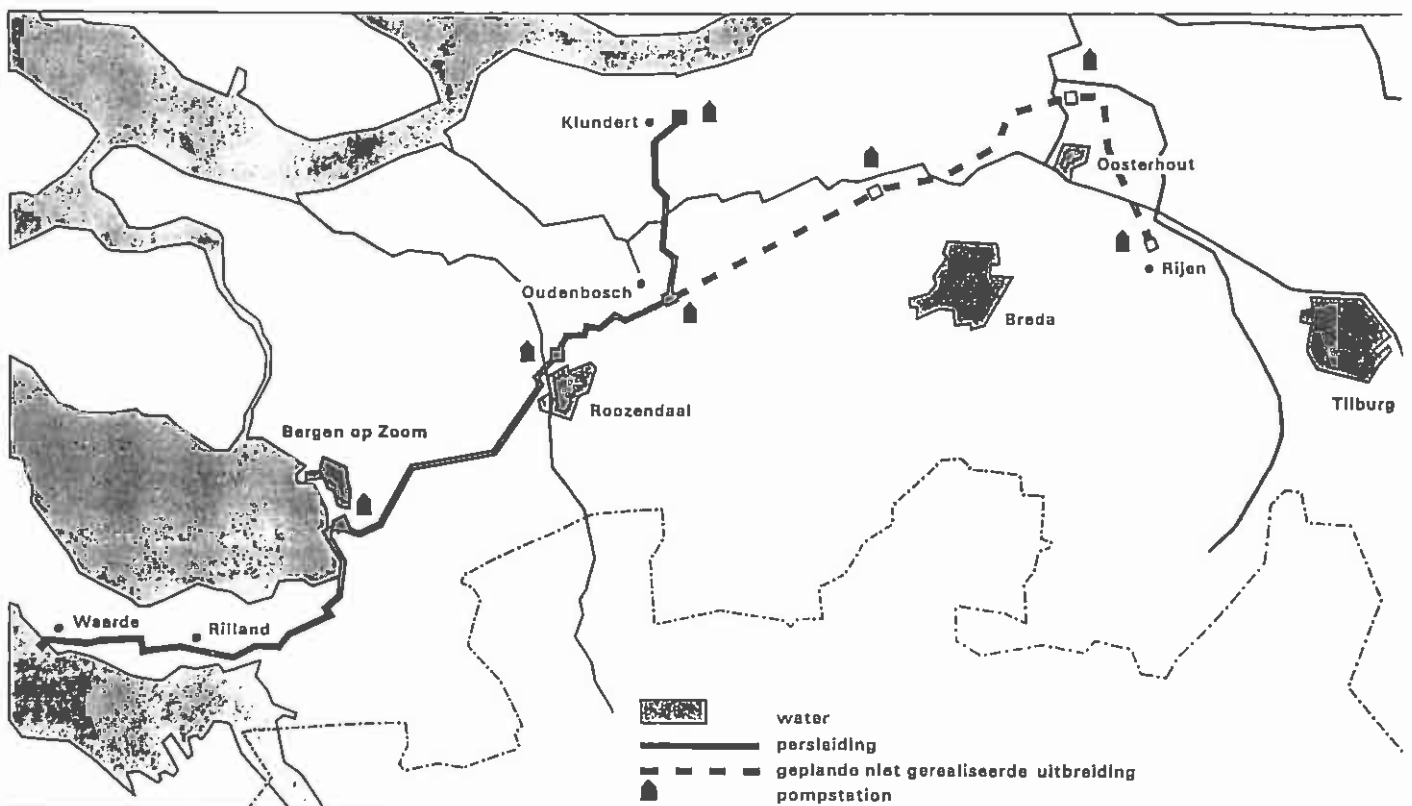 Klundert
Oosterhout
Rijen
Oudenbosch
Breda
Roozendaal
Tilburg
Bergen op Zoom
Waarde
Rilland
water
persleiding
geplande niet gerealiseerde uitbreiding
pompstation